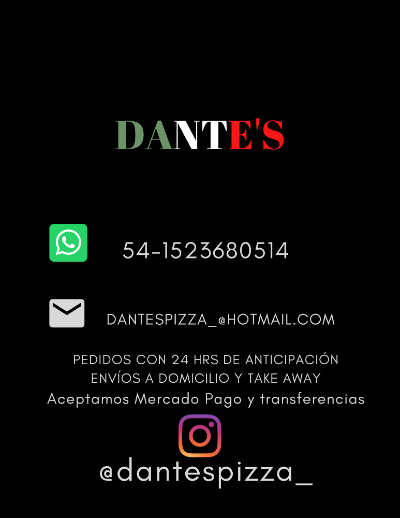 DANTE'S
54-1523680514
DANTESPIZZA_@HOTMAIL.COM
PEDIDOS CON 24 HRS DE ANTICIPACIÓN
ENVÍOS A DOMICILIO Y TAKE AWAY
Aceptamos Mercado Pago y transferencias
@dantespizza_